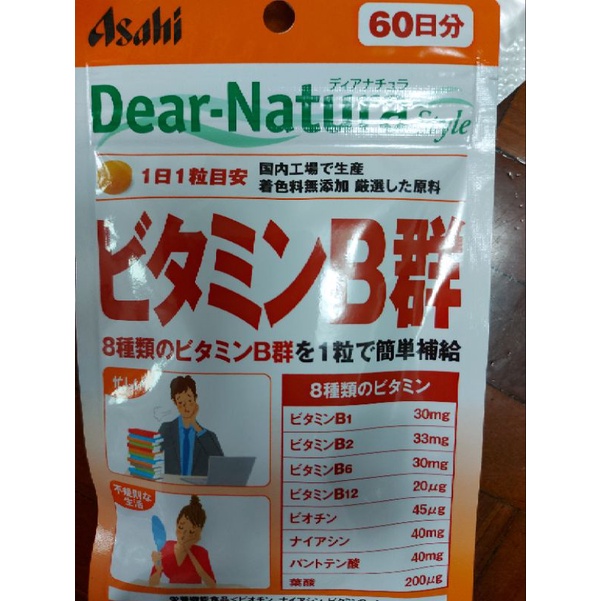 Asahi
60日分
ディアナチュラ
Dear-Natura Style
1日1粒目安
国内工場で生産
着色料無添加 厳選した原料
ビタミンB群
8種類のビタミンB群を1粒で簡単補給
8種類のビタミン
ビタミンB1 30mg
ビタミンB2 33mg
ビタミンB6 30mg
ビタミンB12 20μg
ビオチン 45μg
ナイアシン 40mg
パントテン酸 40mg
葉酸 200μg
不規則な
生活